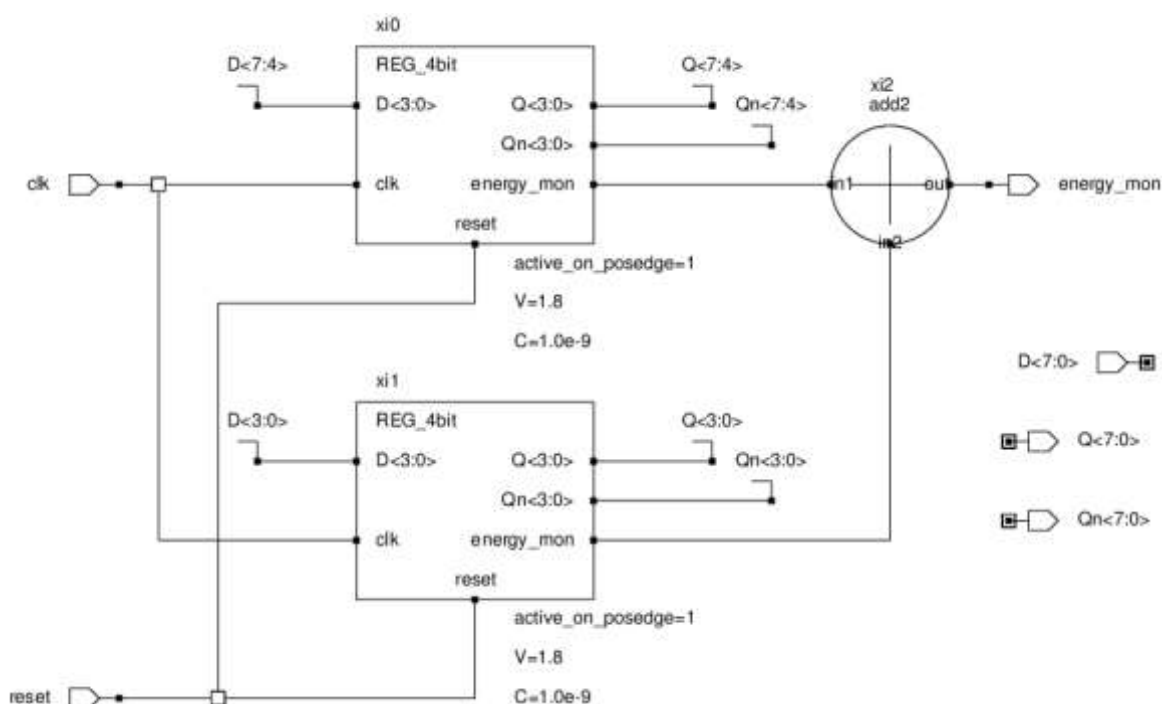 xi0
REG_4bit
D<7:4>
D<3:0>
Q<3:0>
Q<7:4>
Qn<3:0>
Qn<7:4>
clk
clk
energy_mon
reset
active_on_posedge=1
V=1.8
C=1.0e-9
xi2
add2
in1
out
in2
energy_mon
xi1
REG_4bit
D<3:0>
D<3:0>
Q<3:0>
Q<3:0>
Qn<3:0>
Qn<3:0>
clk
energy_mon
reset
active_on_posedge=1
V=1.8
C=1.0e-9
reset
D<7:0>
Q<7:0>
Qn<7:0>